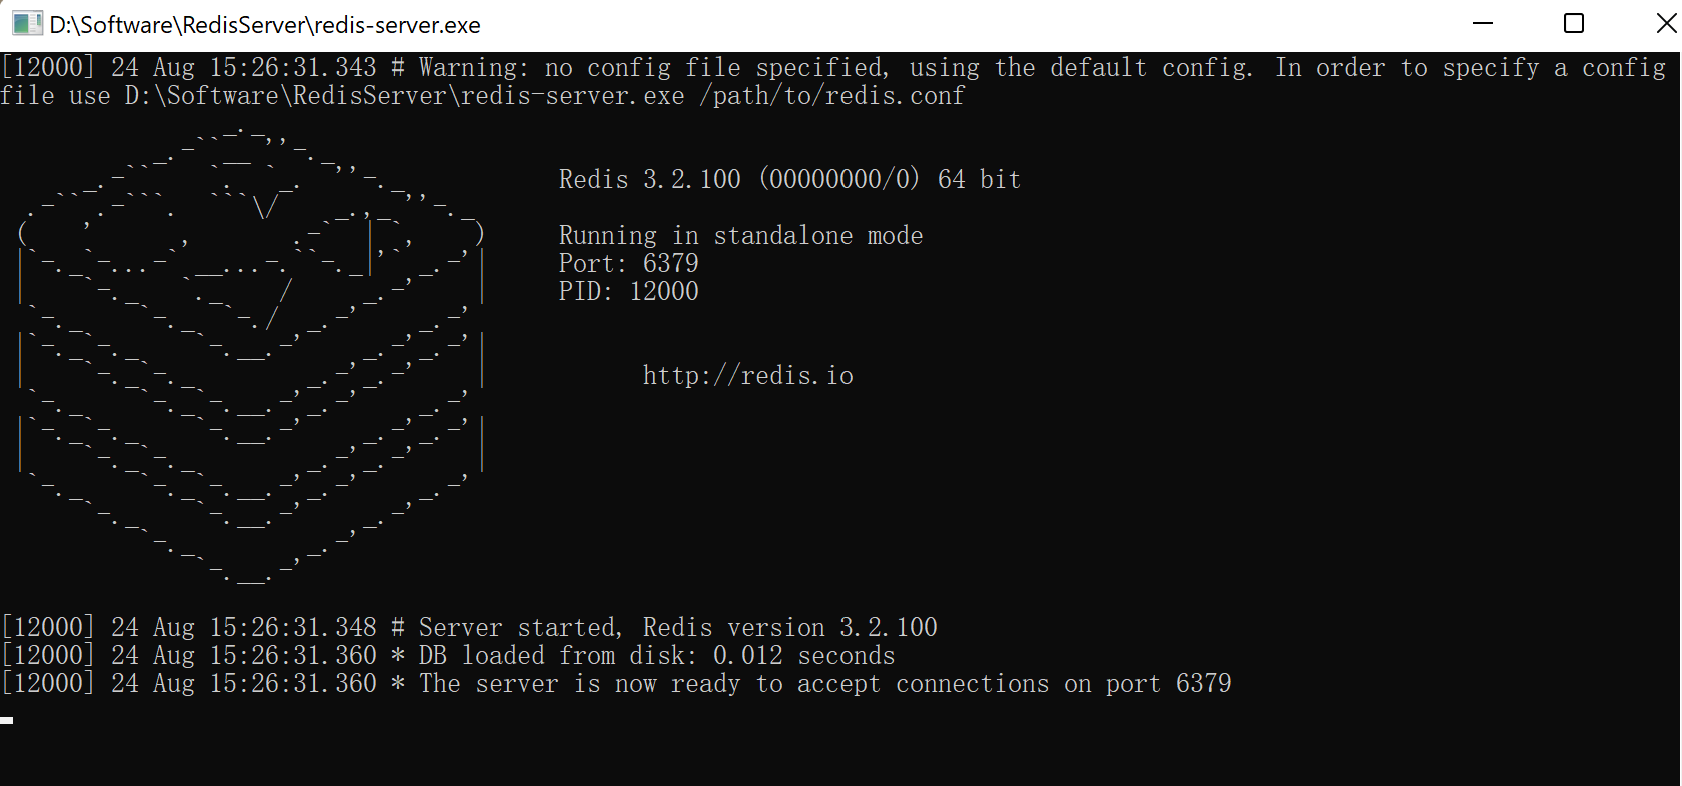 D:\Software\RedisServer\redis-server.exe
[12000] 24 Aug 15:26:31.343 # Warning: no config file specified, using the default config. In order to specify a config
file use D:\Software\RedisServer\redis-server.exe /path/to/redis.conf
Redis 3.2.100 (00000000/0) 64 bit
Running in standalone mode
Port: 6379
PID: 12000
http://redis.io
[12000] 24 Aug 15:26:31.348 # Server started, Redis version 3.2.100
[12000] 24 Aug 15:26:31.360 * DB loaded from disk: 0.012 seconds
[12000] 24 Aug 15:26:31.360 * The server is now ready to accept connections on port 6379